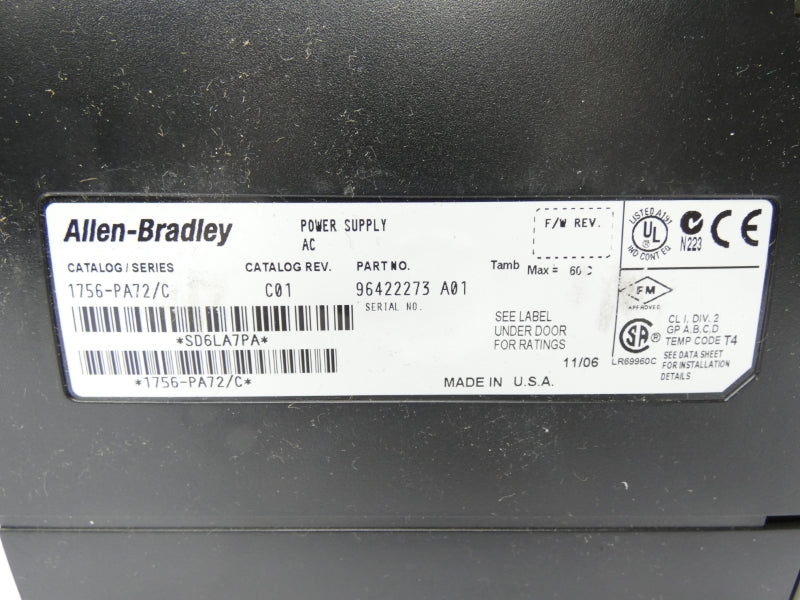 Allen-Bradley
POWER SUPPLY
AC
F/W REV.
CATALOG / SERIES
CATALOG REV.
PART NO.
Tamb Max = 60 C
1756-PA72/C
C01
96422273 A01
SERIAL NO.
*SD6LA7PA*
*1756-PA72/C*
SEE LABEL
UNDER DOOR
FOR RATINGS
11/06
MADE IN U.S.A.
LISTED A197
UL
IND CONT EQ
N223
CE
FM
APPROVED
SA
LR69960C
CL I, DIV. 2
GP A,B,C,D
TEMP CODE T4
SEE DATA SHEET
FOR INSTALLATION
DETAILS